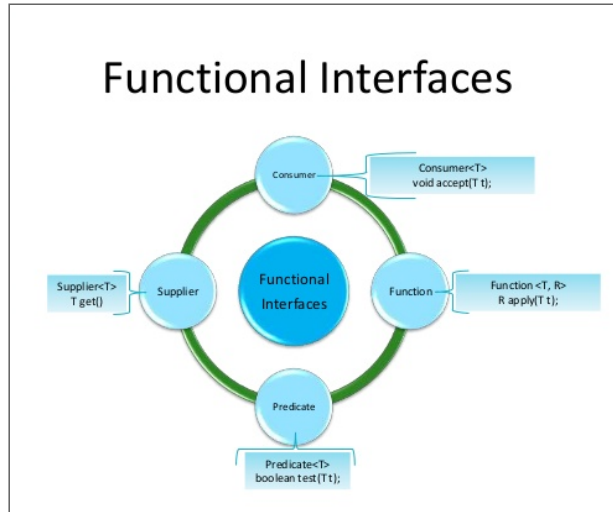 Functional Interfaces
Consumer
Consumer<T>
void accept(T t);
Supplier<T>
T get()
Supplier
Functional
Interfaces
Function
Function <T, R>
R apply(T t);
Predicate
Predicate<T>
boolean test(T t);